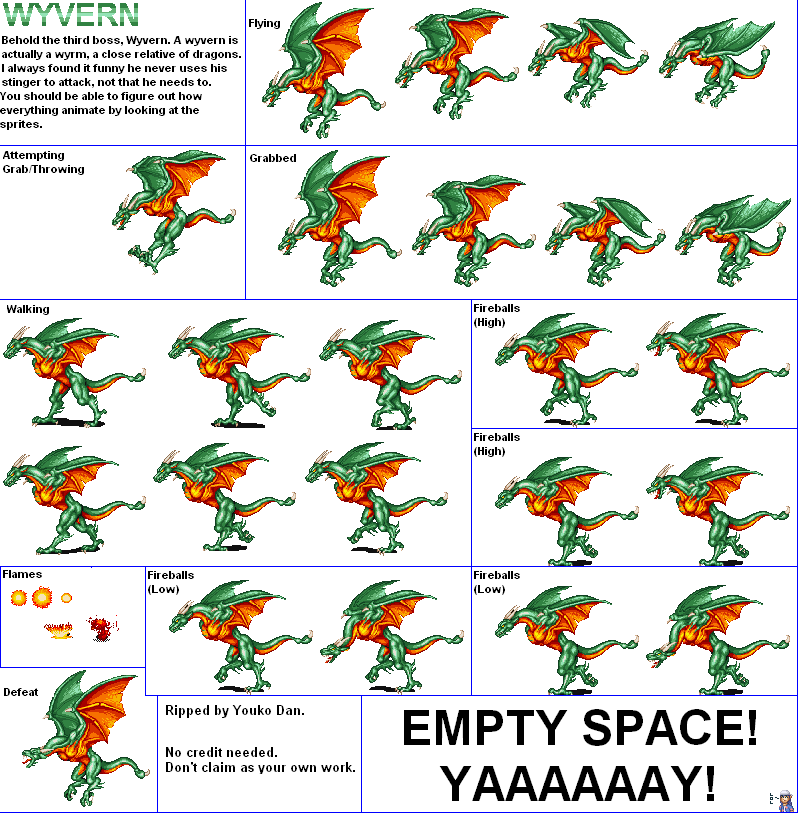 WYVERN
Behold the third boss, Wyvern. A wyvern is
actually a wyrm, a close relative of dragons.
I always found it funny he never uses his
stinger to attack, not that he needs to.
You should be able to figure out how
everything animate by looking at the
sprites.
Flying
Attempting
Grab/Throwing
Grabbed
Walking
Fireballs
(High)
Fireballs
(High)
Flames
Fireballs
(Low)
Fireballs
(Low)
Defeat
Ripped by Youko Dan.
No credit needed.
Don't claim as your own work.
EMPTY SPACE!
YAAAAAAY!